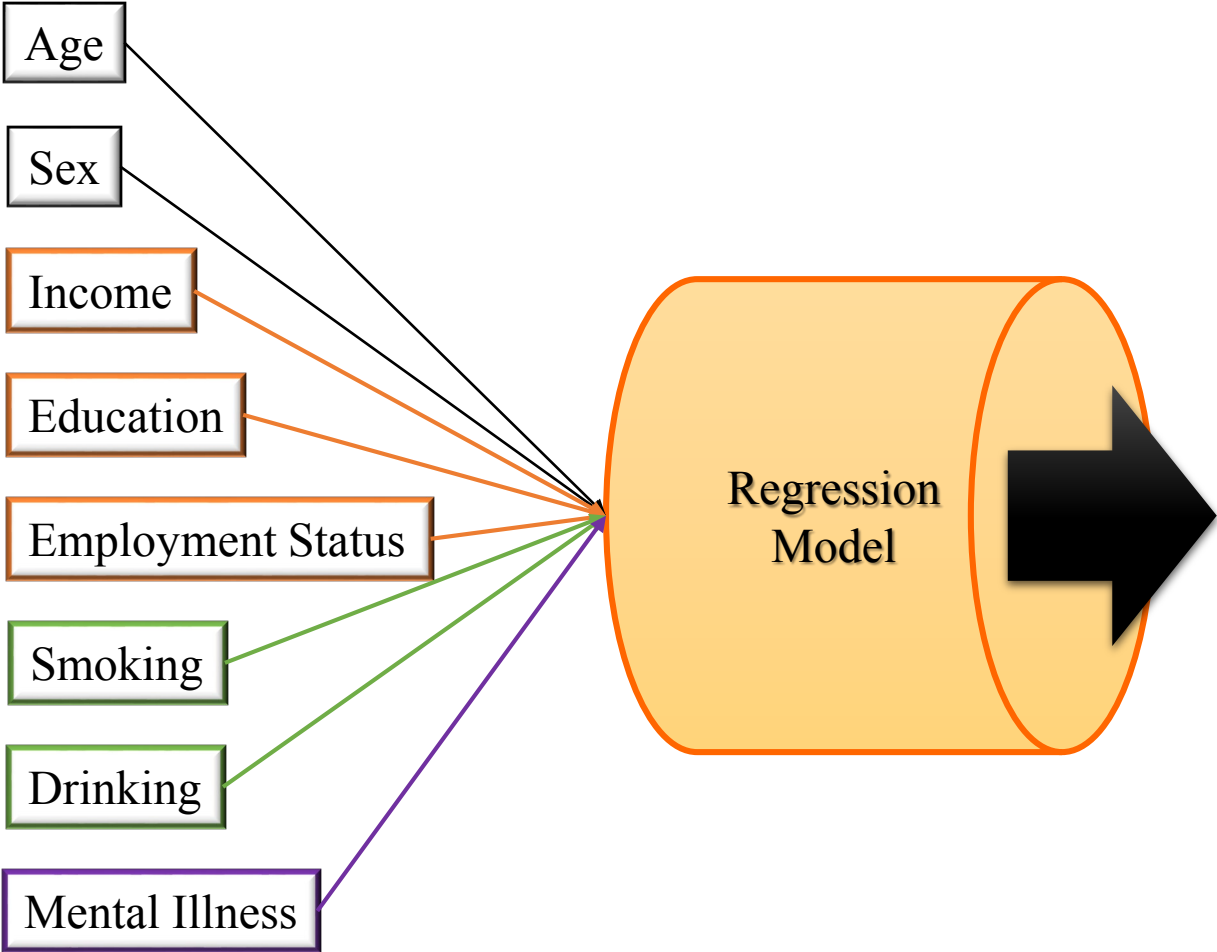 Age
Sex
Income
Education
Employment Status
Smoking
Drinking
Mental Illness
Regression
Model